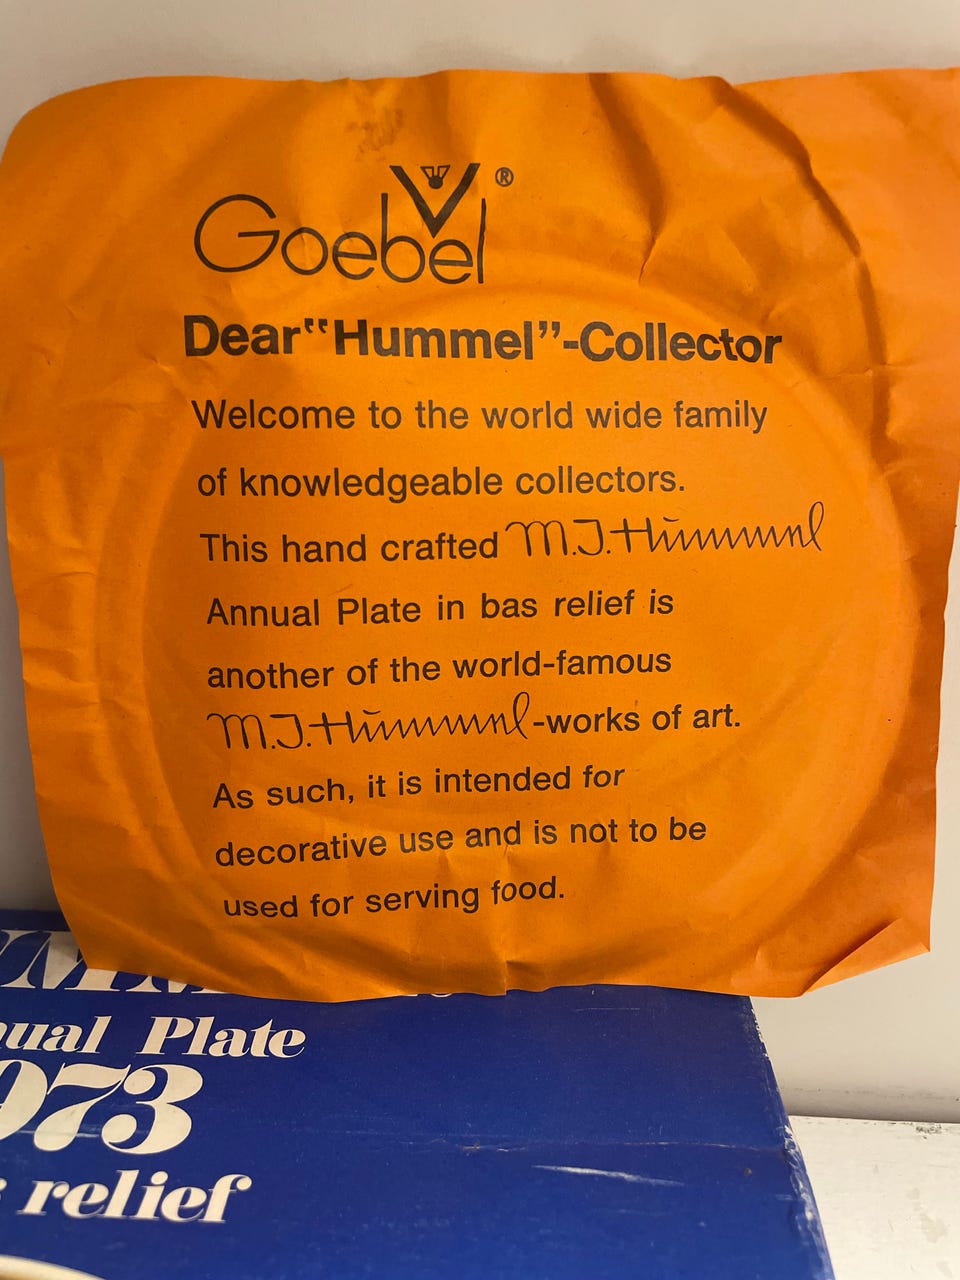 Goebel ®
Dear "Hummel"-Collector
Welcome to the world wide family
of knowledgeable collectors.
This hand crafted M.J. Hummel
Annual Plate in bas relief is
another of the world-famous
M.J. Hummel-works of art.
As such, it is intended for
decorative use and is not to be
used for serving food.
ual Plate
973
relief